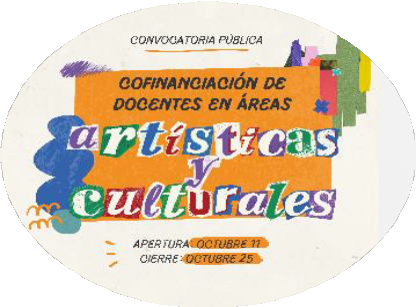 CONVOCATORIA PÚBLICA
COFINANCIACIÓN DE
DOCENTES EN ÁREAS
artísticas
y
culturales
APERTURA: OCTUBRE 11
CIERRE: OCTUBRE 25